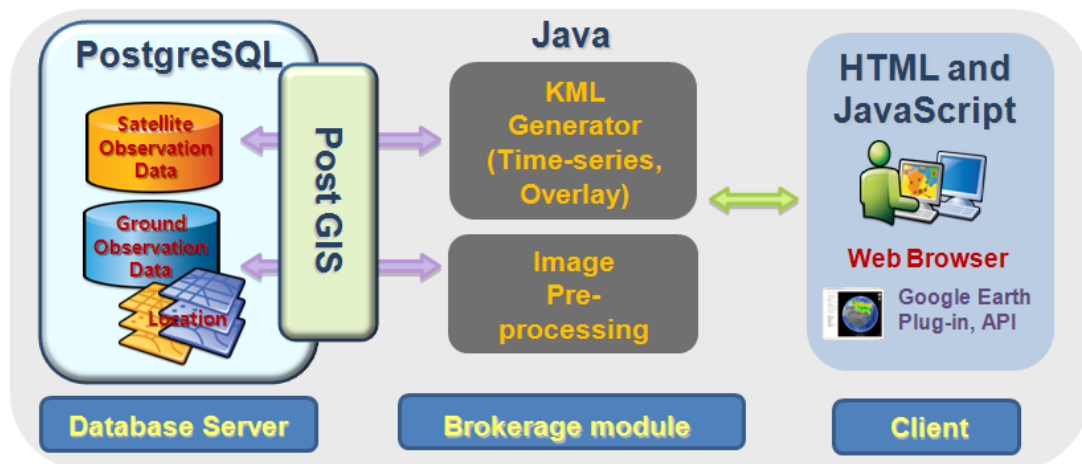 PostgreSQL
Satellite
Observation
Data
Ground
Observation
Data
Location
Post GIS
Java
KML
Generator
(Time-series,
Overlay)
Image
Pre-
processing
HTML and
JavaScript
Web Browser
Google Earth
Plug-in, API
Database Server
Brokerage module
Client